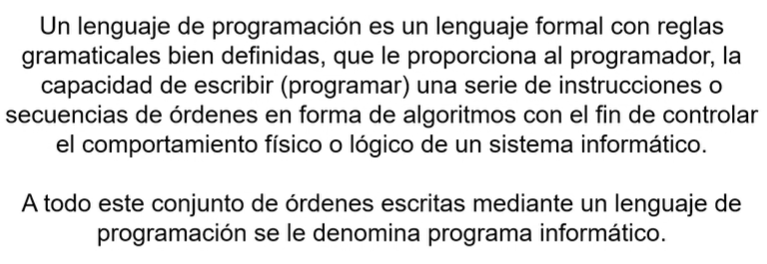 Un lenguaje de programación es un lenguaje formal con reglas
gramaticales bien definidas, que le proporciona al programador, la
capacidad de escribir (programar) una serie de instrucciones o
secuencias de órdenes en forma de algoritmos con el fin de controlar
el comportamiento físico o lógico de un sistema informático.
A todo este conjunto de órdenes escritas mediante un lenguaje de
programación se le denomina programa informático.